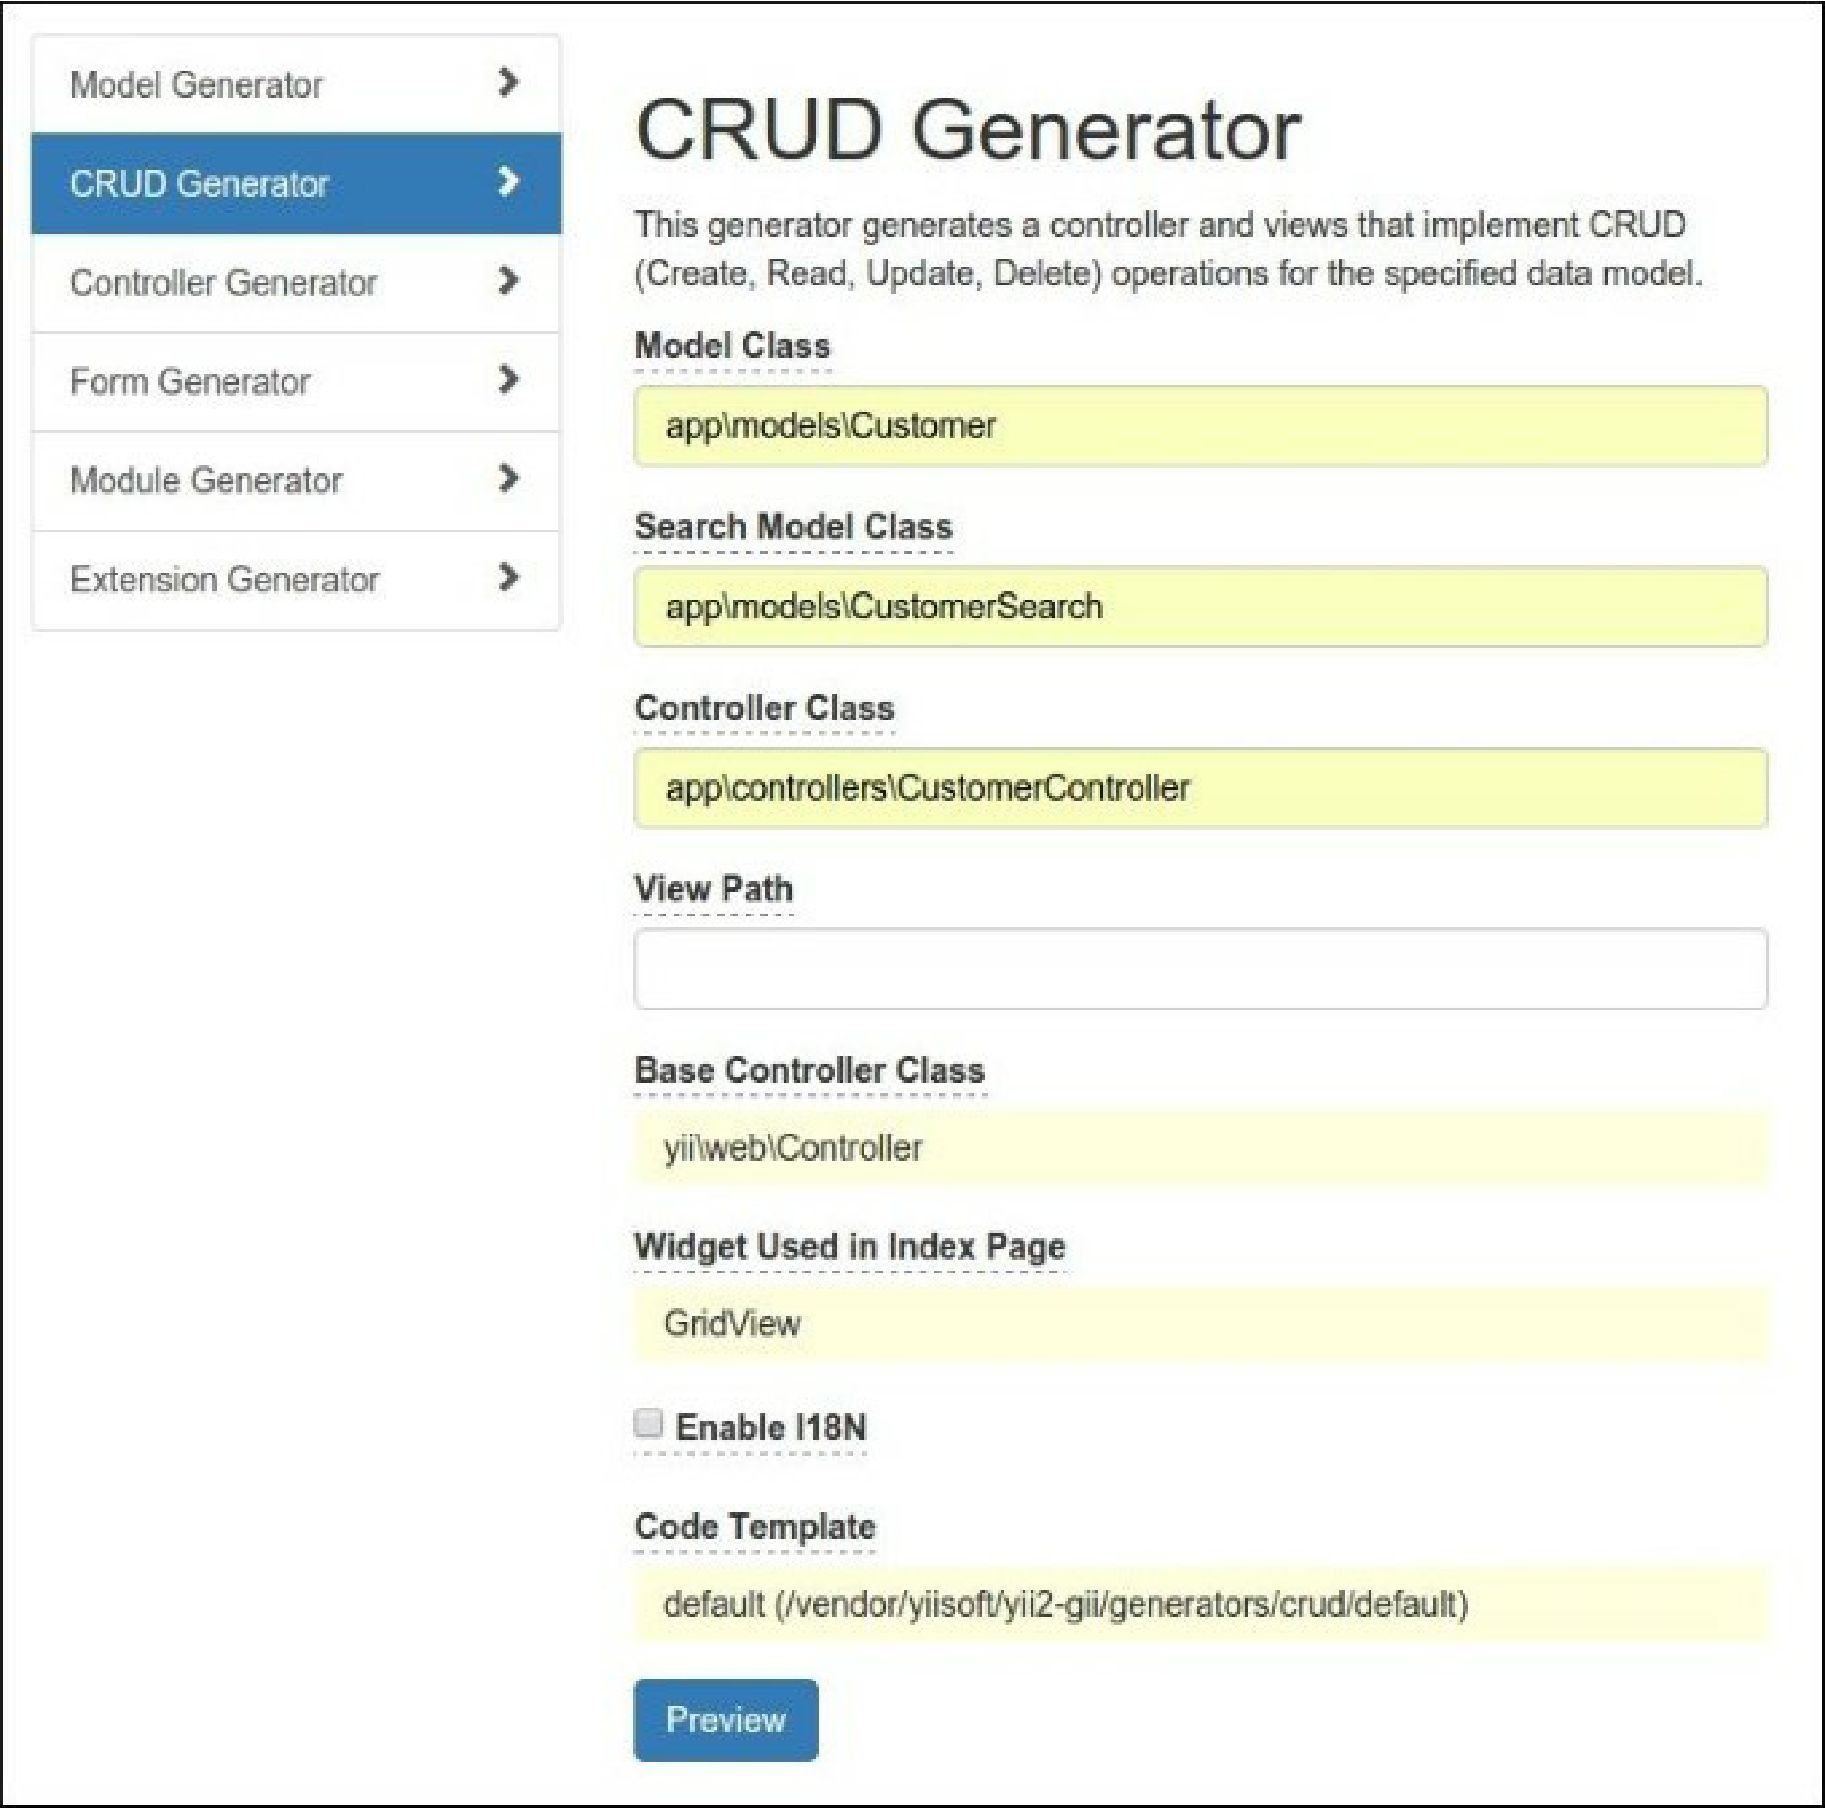 Model Generator
CRUD Generator
Controller Generator
Form Generator
Module Generator
Extension Generator
CRUD Generator
This generator generates a controller and views that implement CRUD
(Create, Read, Update, Delete) operations for the specified data model.
Model Class
app\models\Customer
Search Model Class
app\models\CustomerSearch
Controller Class
app\controllers\CustomerController
View Path
Base Controller Class
yii\web\Controller
Widget Used in Index Page
GridView
Enable I18N
Code Template
default (/vendor/yiisoft/yii2-gii/generators/crud/default)
Preview